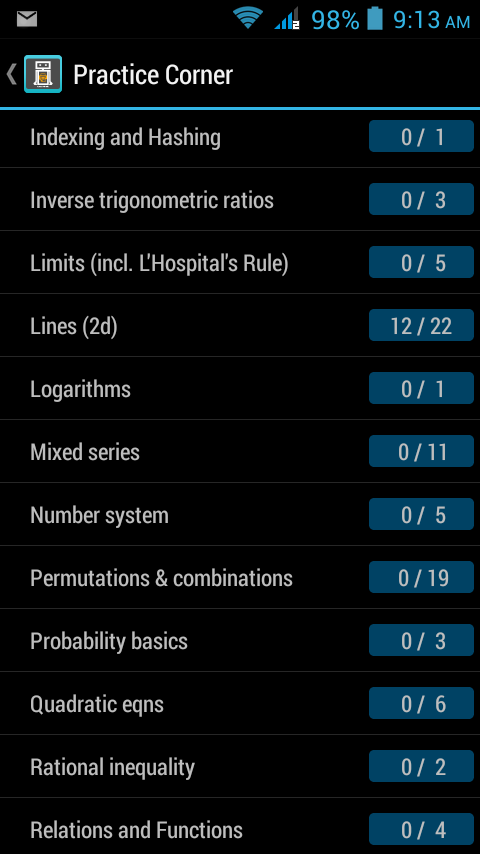 98% 9:13 AM
Practice Corner
Indexing and Hashing 0 / 1
Inverse trigonometric ratios 0 / 3
Limits (incl. L'Hospital's Rule) 0 / 5
Lines (2d) 12 / 22
Logarithms 0 / 1
Mixed series 0 / 11
Number system 0 / 5
Permutations & combinations 0 / 19
Probability basics 0 / 3
Quadratic eqns 0 / 6
Rational inequality 0 / 2
Relations and Functions 0 / 4